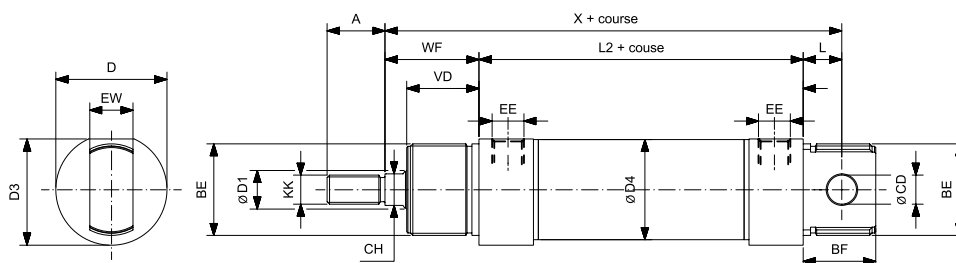 X + course
A
WF
L2 + couse
L
D
VD
EW
EE
EE
D3
BE
Ø D1
KK
Ø D4
Ø CD
BE
CH
BF